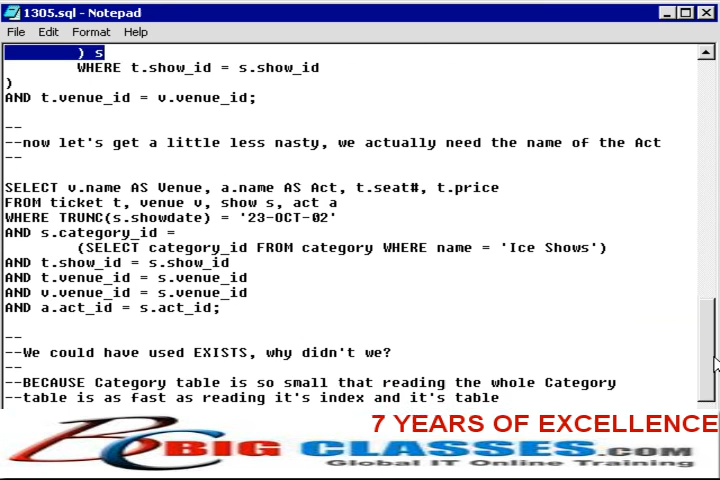 1305.sql - Notepad
File Edit Format Help
) s
WHERE t.show_id = s.show_id
)
AND t.venue_id = v.venue_id;
--
--now let's get a little less nasty, we actually need the name of the Act
--
SELECT v.name AS Venue, a.name AS Act, t.seat#, t.price
FROM ticket t, venue v, show s, act a
WHERE TRUNC(s.showdate) = '23-OCT-02'
AND s.category_id =
(SELECT category_id FROM category WHERE name = 'Ice Shows')
AND t.show_id = s.show_id
AND t.venue_id = s.venue_id
AND v.venue_id = s.venue_id
AND a.act_id = s.act_id;
--
--We could have used EXISTS, why didn't we?
--
--BECAUSE Category table is so small that reading the whole Category
--table is as fast as reading it's index and it's table
7 YEARS OF EXCELLENCE
BC BIG CLASSES.COM
Global IT Online Training